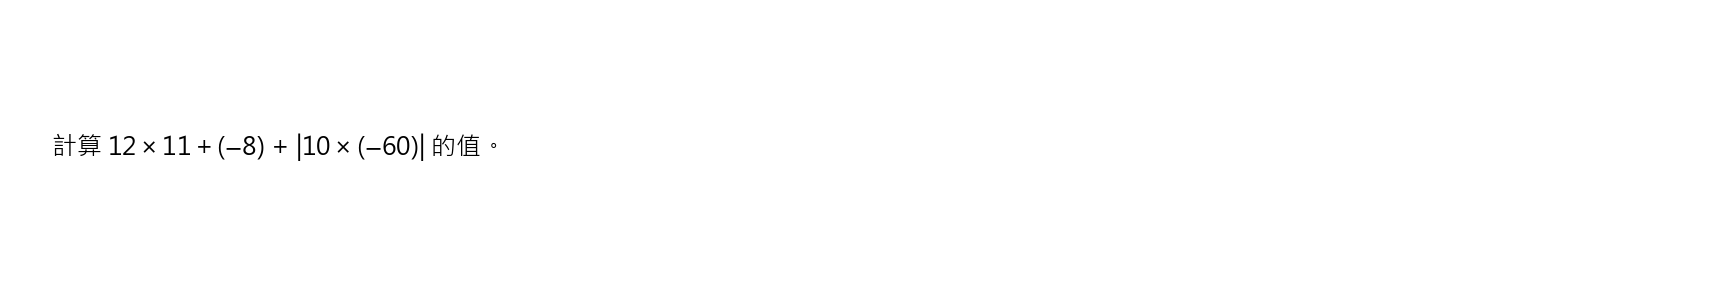 計算 12 × 11 + (–8) + |10 × (–60)| 的值。